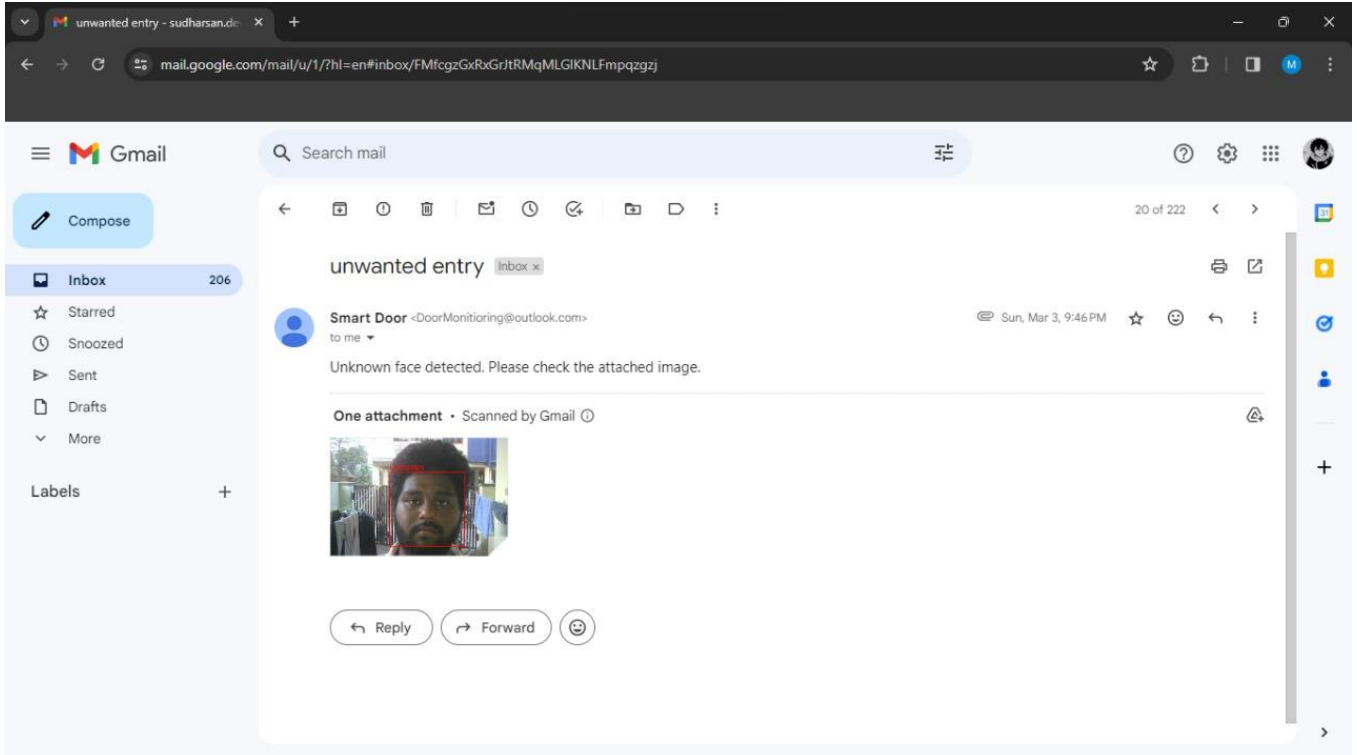 unwanted entry - sudharsan.de
mail.google.com/mail/u/1/?hl=en#inbox/FMfcgzGxRxGrJtRMqMLGlKNLFmpqzgzj
M
Gmail
Search mail
Compose
20 of 222
31
unwanted entry Inbox x
Inbox 206
Starred
Smart Door <DoorMonitioring@outlook.com> Sun, Mar 3, 9:46 PM
to me
Snoozed
Unknown face detected. Please check the attached image.
Sent
Drafts
One attachment • Scanned by Gmail
More
Labels
Reply Forward